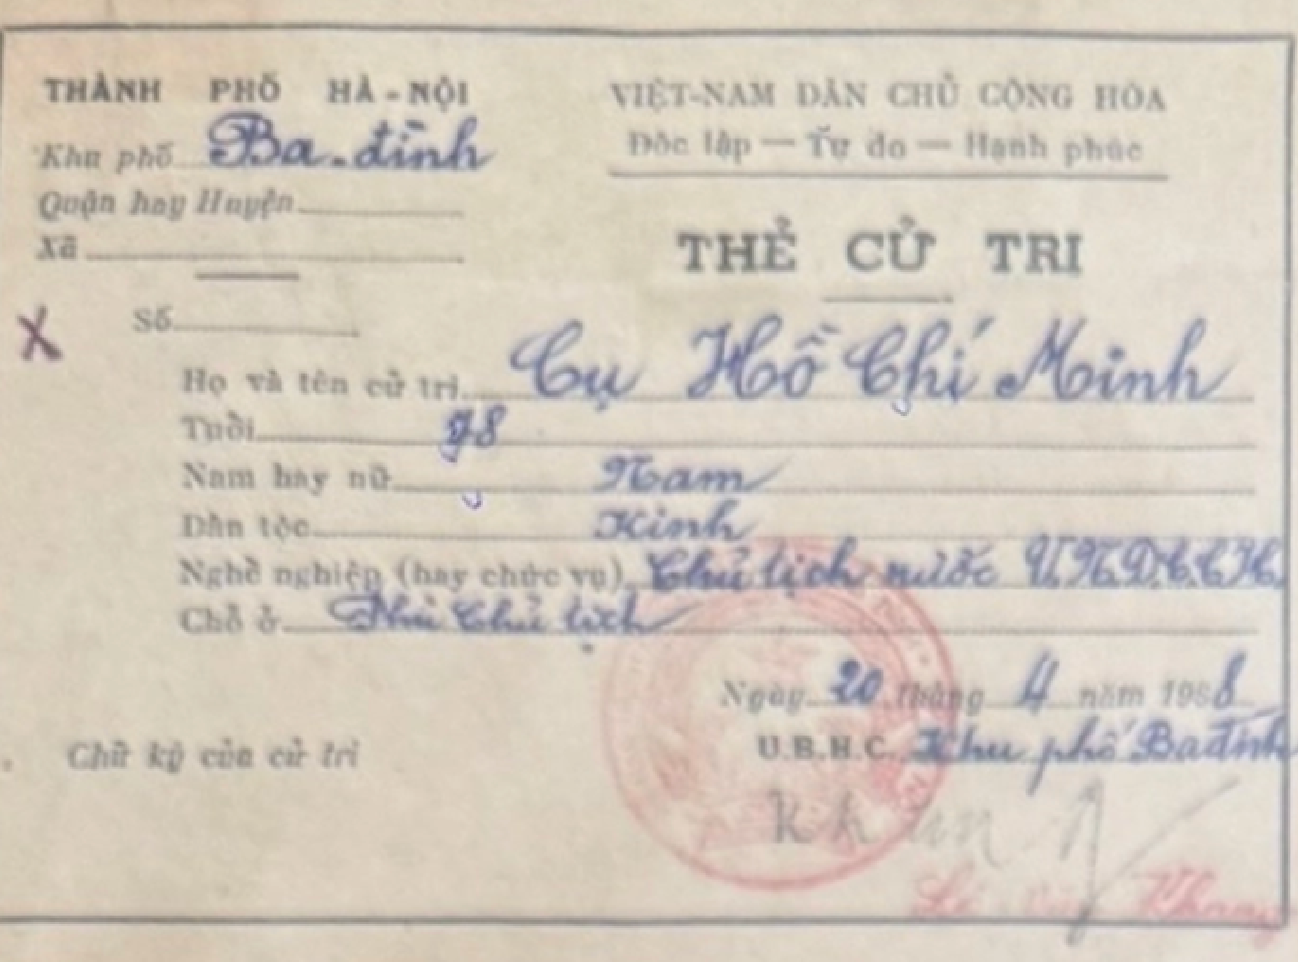 THÀNH PHỐ HÀ-NỘI
Khu phố Ba-đình
Quận hay Huyện
Xã
VIỆT-NAM DÂN CHỦ CỘNG HÒA
Độc lập — Tự do — Hạnh phúc
THẺ CỬ TRI
X
Số
Họ và tên cử tri Cụ Hồ Chí Minh
Tuổi 78
Nam hay nữ Nam
Dân tộc Kinh
Nghề nghiệp (hay chức vụ) Chủ tịch nước V.N.D.C.C.H.
Chỗ ở Phủ Chủ tịch
Ngày 20 tháng 4 năm 1968
U.B.H.C. Khu phố Ba đình
Chữ ký của cử tri
Lê Khang